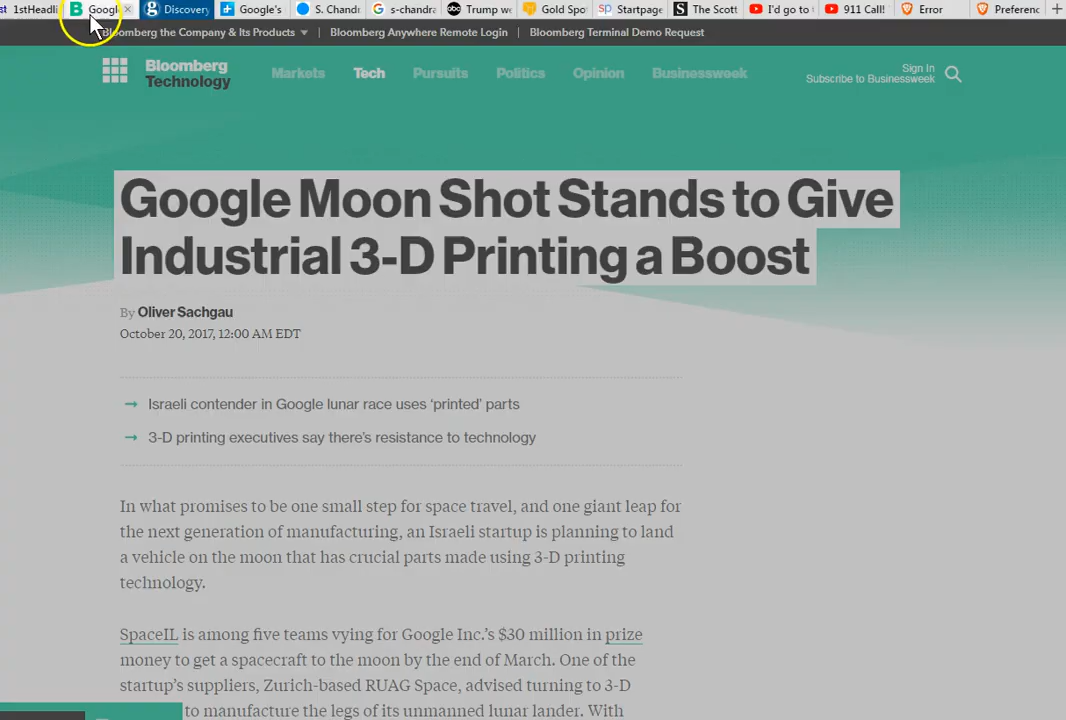 st 1stHeadli Googl Discovery Google's S. Chandr s-chandra Trump we Gold Spo Startpage The Scott I'd go to t 911 Call! Error Preferenc
Bloomberg the Company & Its Products | Bloomberg Anywhere Remote Login | Bloomberg Terminal Demo Request
Bloomberg
Technology
Markets Tech Pursuits Politics Opinion Businessweek
Sign In
Subscribe to Businessweek
Google Moon Shot Stands to Give
Industrial 3-D Printing a Boost
By Oliver Sachgau
October 20, 2017, 12:00 AM EDT
→ Israeli contender in Google lunar race uses ‘printed’ parts
→ 3-D printing executives say there’s resistance to technology
In what promises to be one small step for space travel, and one giant leap for
the next generation of manufacturing, an Israeli startup is planning to land
a vehicle on the moon that has crucial parts made using 3-D printing
technology.
SpaceIL is among five teams vying for Google Inc.’s $30 million in prize
money to get a spacecraft to the moon by the end of March. One of the
startup’s suppliers, Zurich-based RUAG Space, advised turning to 3-D
to manufacture the legs of its unmanned lunar lander. With